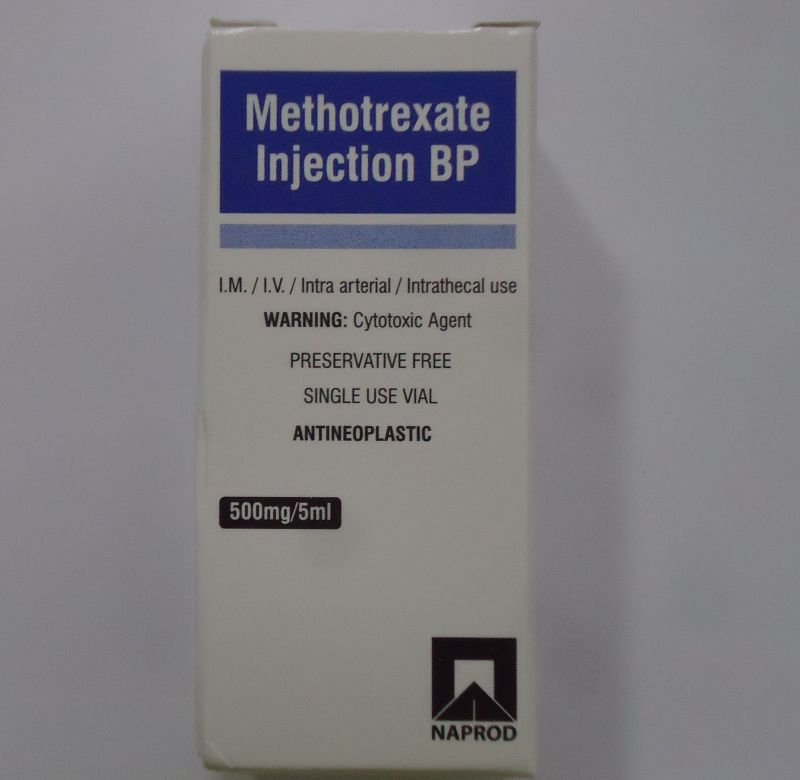 Methotrexate
Injection BP
I.M. / I.V. / Intra arterial / Intrathecal use
WARNING: Cytotoxic Agent
PRESERVATIVE FREE
SINGLE USE VIAL
ANTINEOPLASTIC
500mg/5ml
NAPROD